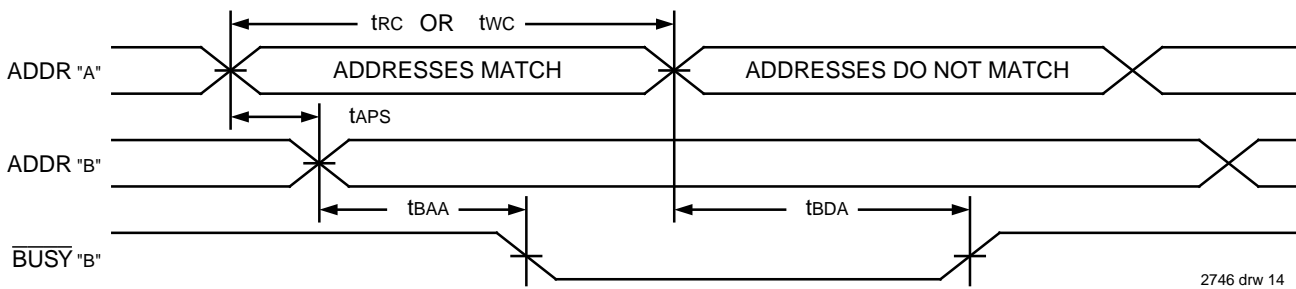 tRC OR tWC
ADDR "A"
ADDRESSES MATCH
ADDRESSES DO NOT MATCH
tAPS
ADDR "B"
tBAA
tBDA
BUSY "B"
2746 drw 14